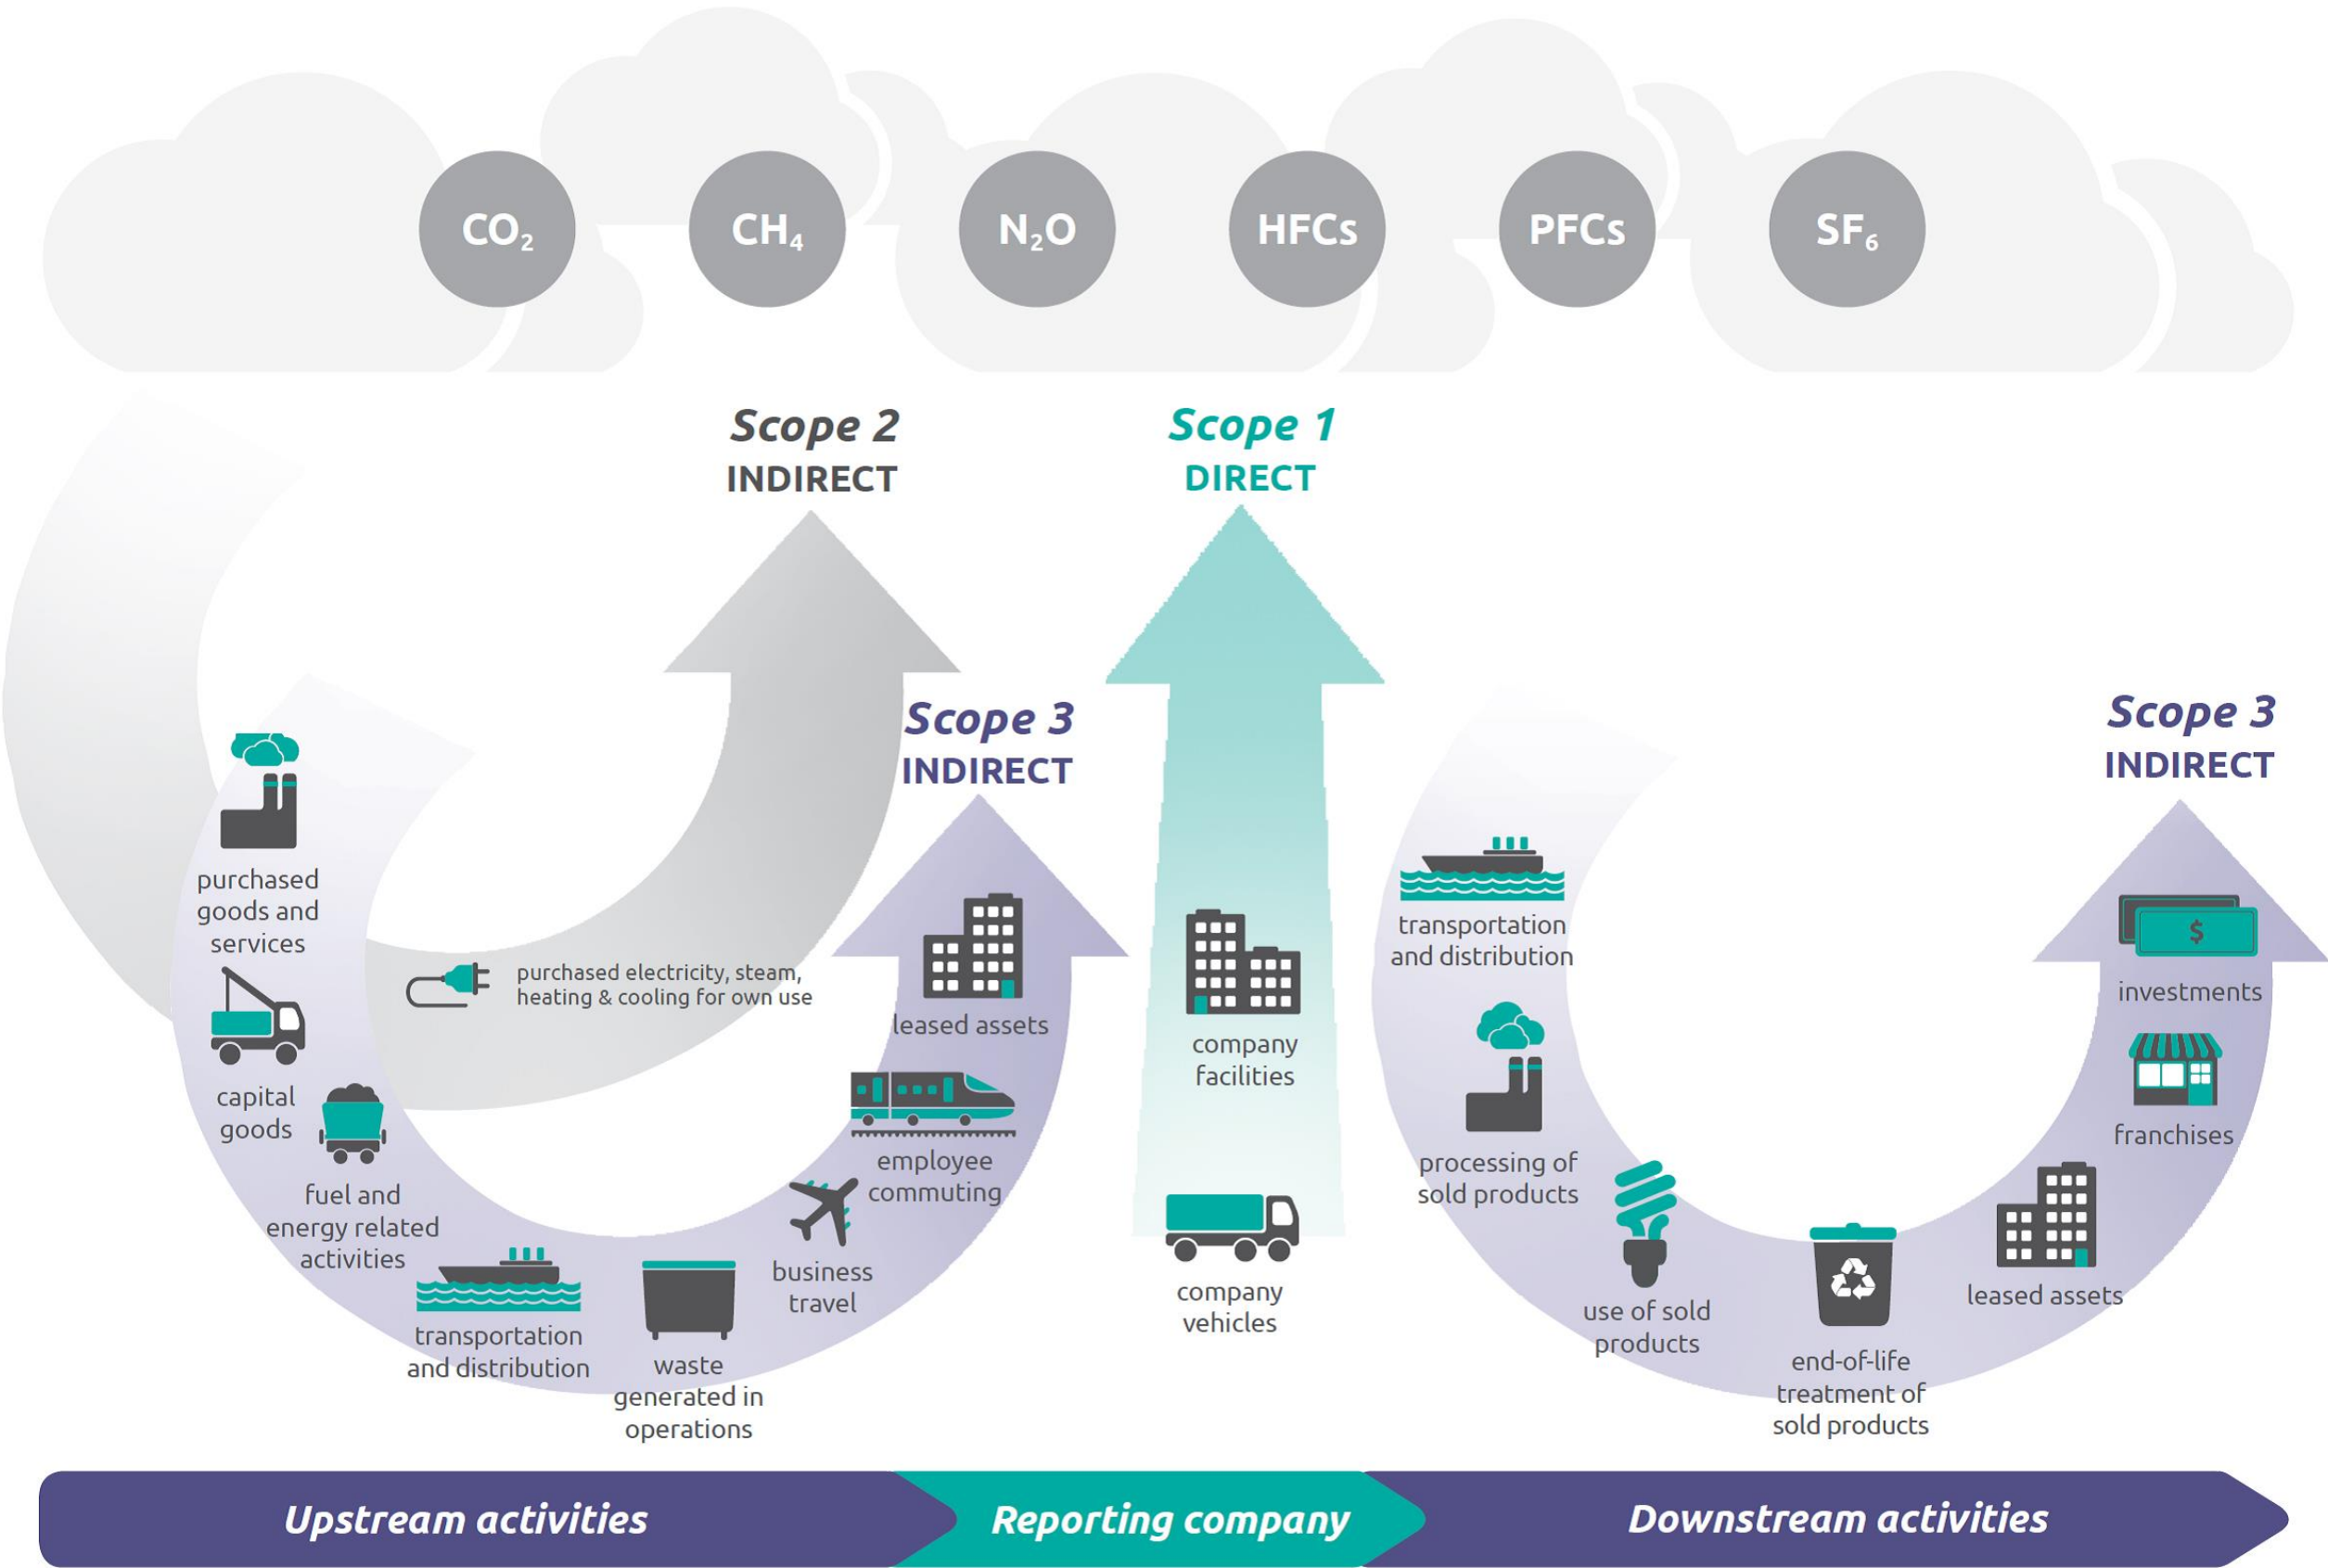 CO₂
CH₄
N₂O
HFCs
PFCs
SF₆
Scope 2
INDIRECT
Scope 1
DIRECT
Scope 3
INDIRECT
Scope 3
INDIRECT
purchased
goods and
services
capital
goods
fuel and
energy related
activities
purchased electricity, steam,
heating & cooling for own use
transportation
and distribution
waste
generated in
operations
business
travel
employee
commuting
leased assets
company
facilities
company
vehicles
transportation
and distribution
processing of
sold products
use of sold
products
end-of-life
treatment of
sold products
leased assets
franchises
$
investments
Upstream activities
Reporting company
Downstream activities